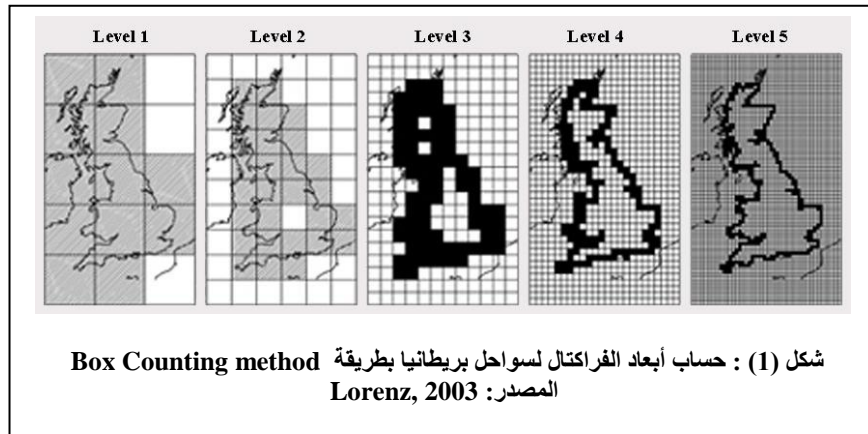 Level 1 Level 2 Level 3 Level 4 Level 5
شكل (1) : حساب أبعاد الفراكتال لسواحل بريطانيا بطريقة Box Counting method
المصدر: Lorenz, 2003